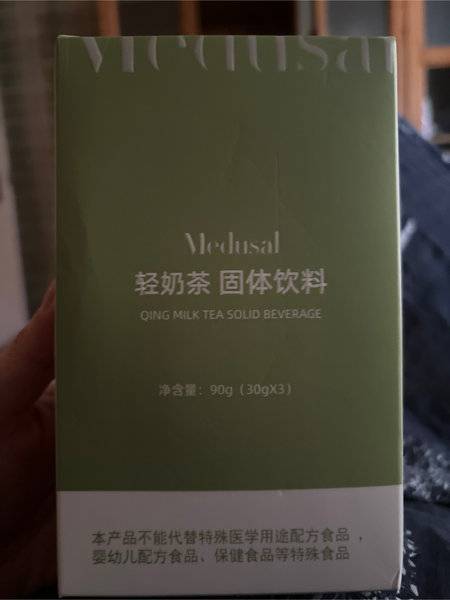 Medusal
Medusal
轻奶茶 固体饮料
QING MILK TEA SOLID BEVERAGE
净含量：90g（30gX3）
本产品不能代替特殊医学用途配方食品，
婴幼儿配方食品、保健食品等特殊食品